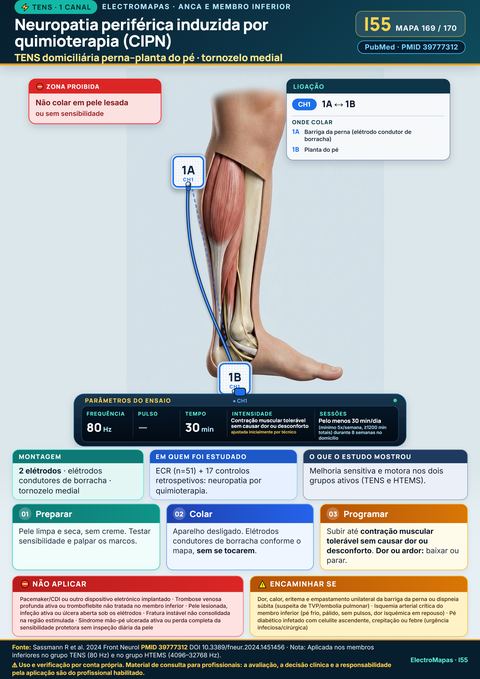 TENS · 1 CANAL
ELECTROMAPAS · ANCA E MEMBRO INFERIOR
Neuropatia periférica induzida por
quimioterapia (CIPN)
TENS domiciliária perna–planta do pé · tornozelo medial
I55 MAPA 169 / 170
PubMed · PMID 39777312
ZONA PROIBIDA
Não colar em pele lesada
ou sem sensibilidade
LIGAÇÃO
CH1 1A ↔ 1B
ONDE COLAR
1A Barriga da perna (elétrodo condutor de
borracha)
1B Planta do pé
1A
CH1
1B
CH1
PARÂMETROS DO ENSAIO
FREQUÊNCIA
80 Hz
PULSO
—
TEMPO
30 min
INTENSIDADE
Contração muscular tolerável
sem causar dor ou desconforto
ajustada inicialmente por técnico
SESSÕES
Pelo menos 30 min/dia
(mínimo 5x/semana, ≥1200 min
totais) durante 8 semanas no
domicílio
MONTAGEM
2 elétrodos · elétrodos
condutores de borracha ·
tornozelo medial
EM QUEM FOI ESTUDADO
ECR (n=51) + 17 controlos
retrospetivos: neuropatia por
quimioterapia.
O QUE O ESTUDO MOSTROU
Melhoria sensitiva e motora nos dois
grupos ativos (TENS e HTEMS).
01 Preparar
Pele limpa e seca, sem creme. Testar
sensibilidade e palpar os marcos.
02 Colar
Aparelho desligado. Elétrodos
condutores de borracha conforme o
mapa, sem se tocarem.
03 Programar
Subir até contração muscular
tolerável sem causar dor ou
desconforto. Dor ou ardor: baixar ou
parar.
NÃO APLICAR
Pacemaker/CDI ou outro dispositivo eletrónico implantado · Trombose venosa
profunda ativa ou tromboflebite não tratada no membro inferior · Pele lesionada,
infeção ativa ou ferida aberta sob os elétrodos · Fratura instável não consolidada
na região estimulada · Síndrome mão-pé ulcerada ativa ou perda completa da
sensibilidade protetora sem inspeção diária da pele
ENCAMINHAR SE
Dor, calor, eritema e empastamento unilateral da barriga da perna ou dispneia
súbita (suspeita de TVP/embolia pulmonar) · Isquemia arterial crítica do
membro inferior (pé frio, pálido, sem pulsos, dor isquémica em repouso) · Pé
diabético infetado com celulite ascendente, crepitação ou febre (urgência
infeciosa/cirúrgica)
Fonte: Sassmann R et al. 2024 Front Neurol PMID 39777312 DOI 10.3389/fneur.2024.1451456 · Nota: Aplicada nos membros
inferiores no grupo TENS (80 Hz) e no grupo HTEMS (4096–32768 Hz).
Uso e verificação por conta própria. Material de consulta para profissionais: a avaliação, a decisão clínica e a responsabilidade
pela aplicação são do profissional habilitado.
ElectroMapas · I55